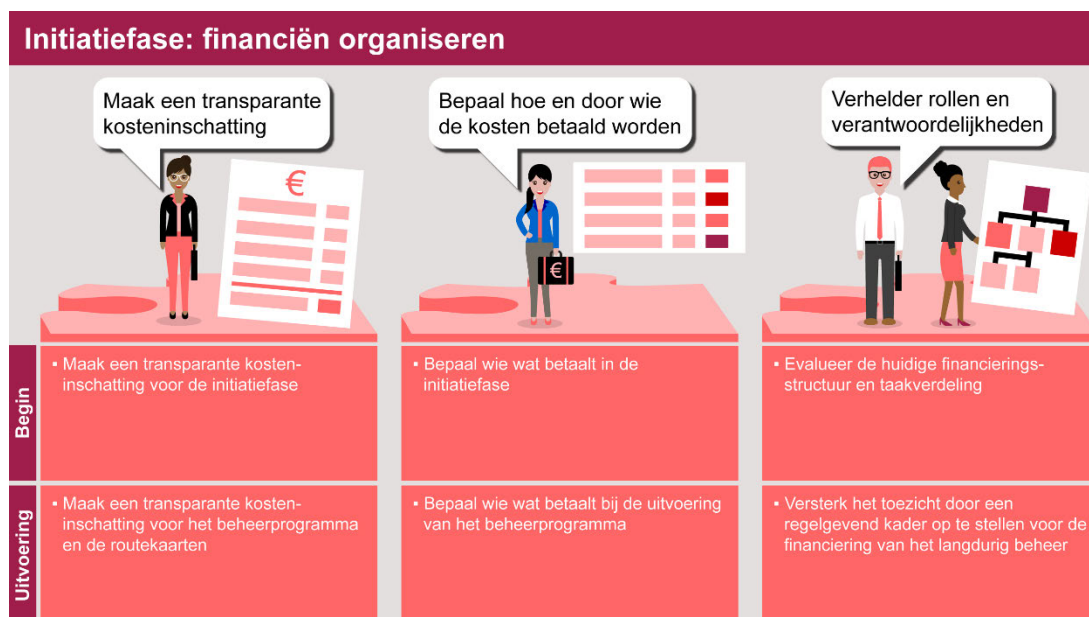 Initiatiefase: financiën organiseren
Maak een transparante
kosteninschatting
Bepaal hoe en door wie
de kosten betaald worden
Verhelder rollen en
verantwoordelijkheden
€
€
Begin
▪ Maak een transparante kosten-
inschatting voor de initiatiefase
▪ Bepaal wie wat betaalt in de
initiatiefase
▪ Evalueer de huidige financierings-
structuur en taakverdeling
Uitvoering
▪ Maak een transparante kosten-
inschatting voor het beheerprogramma
en de routekaarten
▪ Bepaal wie wat betaalt bij de uitvoering
van het beheerprogramma
▪ Versterk het toezicht door een
regelgevend kader op te stellen voor de
financiering van het langdurig beheer